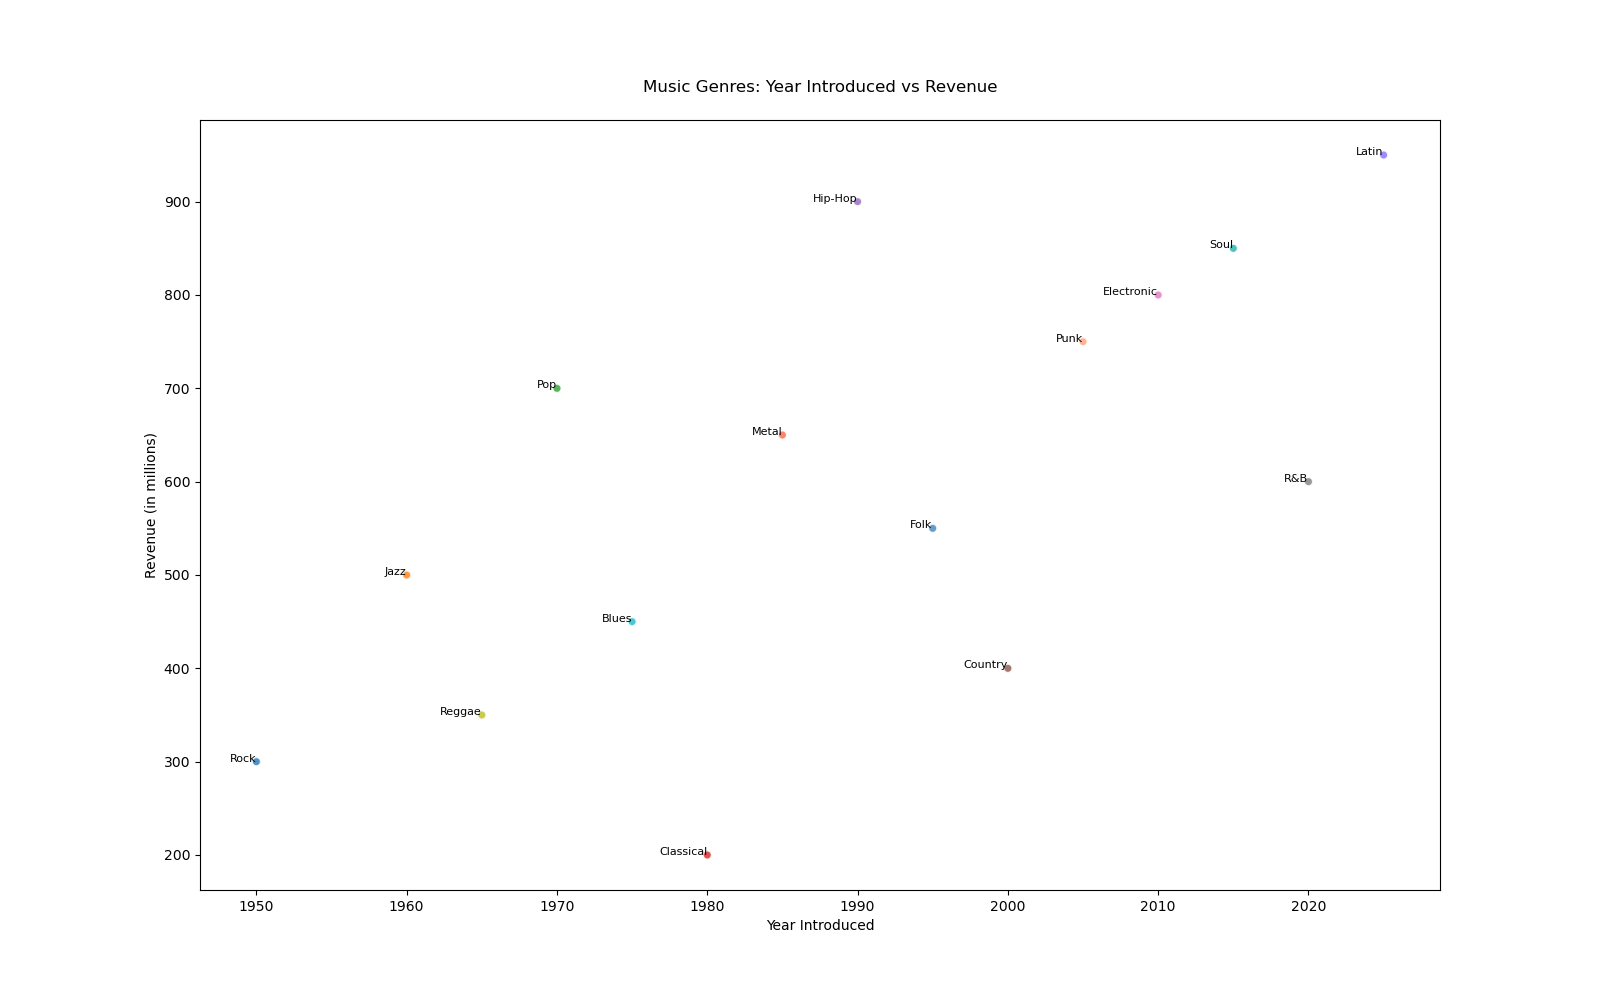 Music Genres: Year Introduced vs Revenue
Latin
900
Hip-Hop
Soul
800
Electronic
Punk
700
Pop
Metal
Revenue (in millions)
600
R&B
Folk
500
Jazz
Blues
400
Country
Reggae
300
Rock
200
Classical
1950 1960 1970 1980 1990 2000 2010 2020
Year Introduced